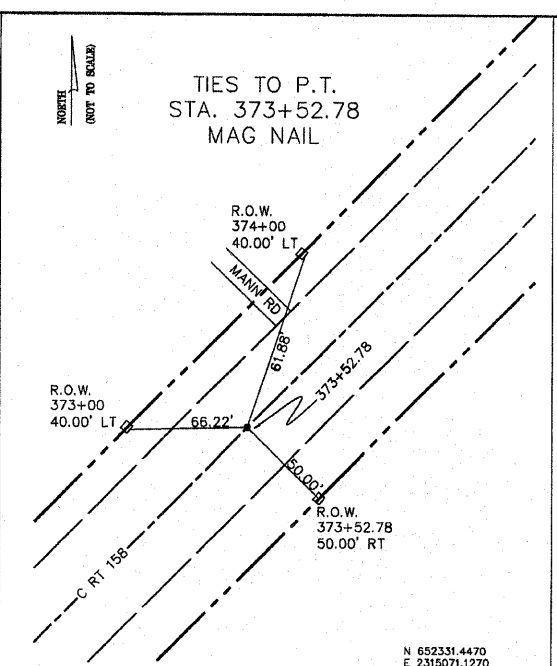 NORTH
(NOT TO SCALE)
TIES TO P.T.
STA. 373+52.78
MAG NAIL
R.O.W.
374+00
40.00' LT
MANN RD
61.88'
373+52.78
R.O.W.
373+00
40.00' LT
66.22'
50.00'
R.O.W.
373+52.78
50.00' RT
C RT 158
N 652331.4470
E 2315071.1270